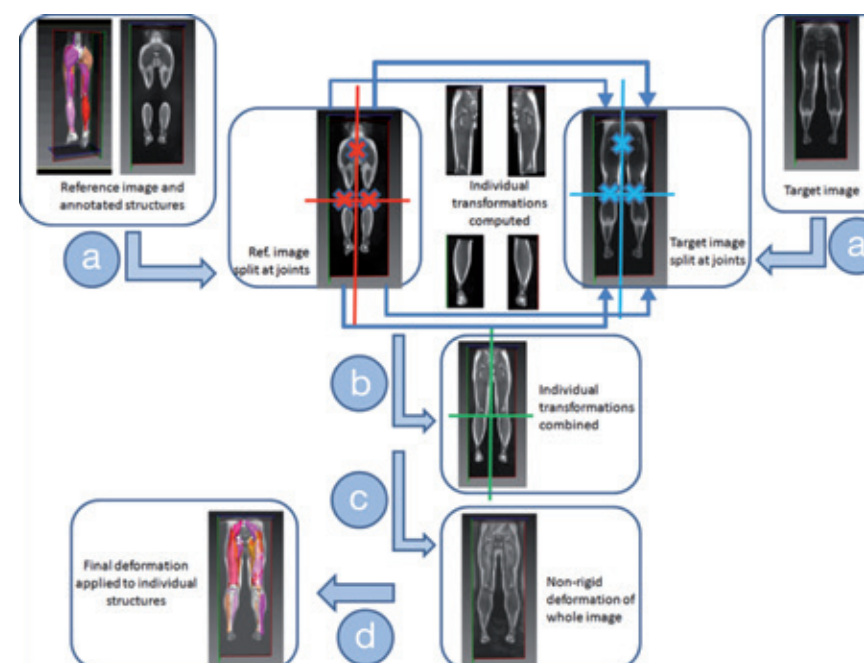 Reference image and
annotated structures
a
Ref. image
split at joints
Individual
transformations
computed
Target image
split at joints
Target image
a
b
Individual
transformations
combined
c
Non-rigid
deformation of
whole image
d
Final deformation
applied to individual
structures